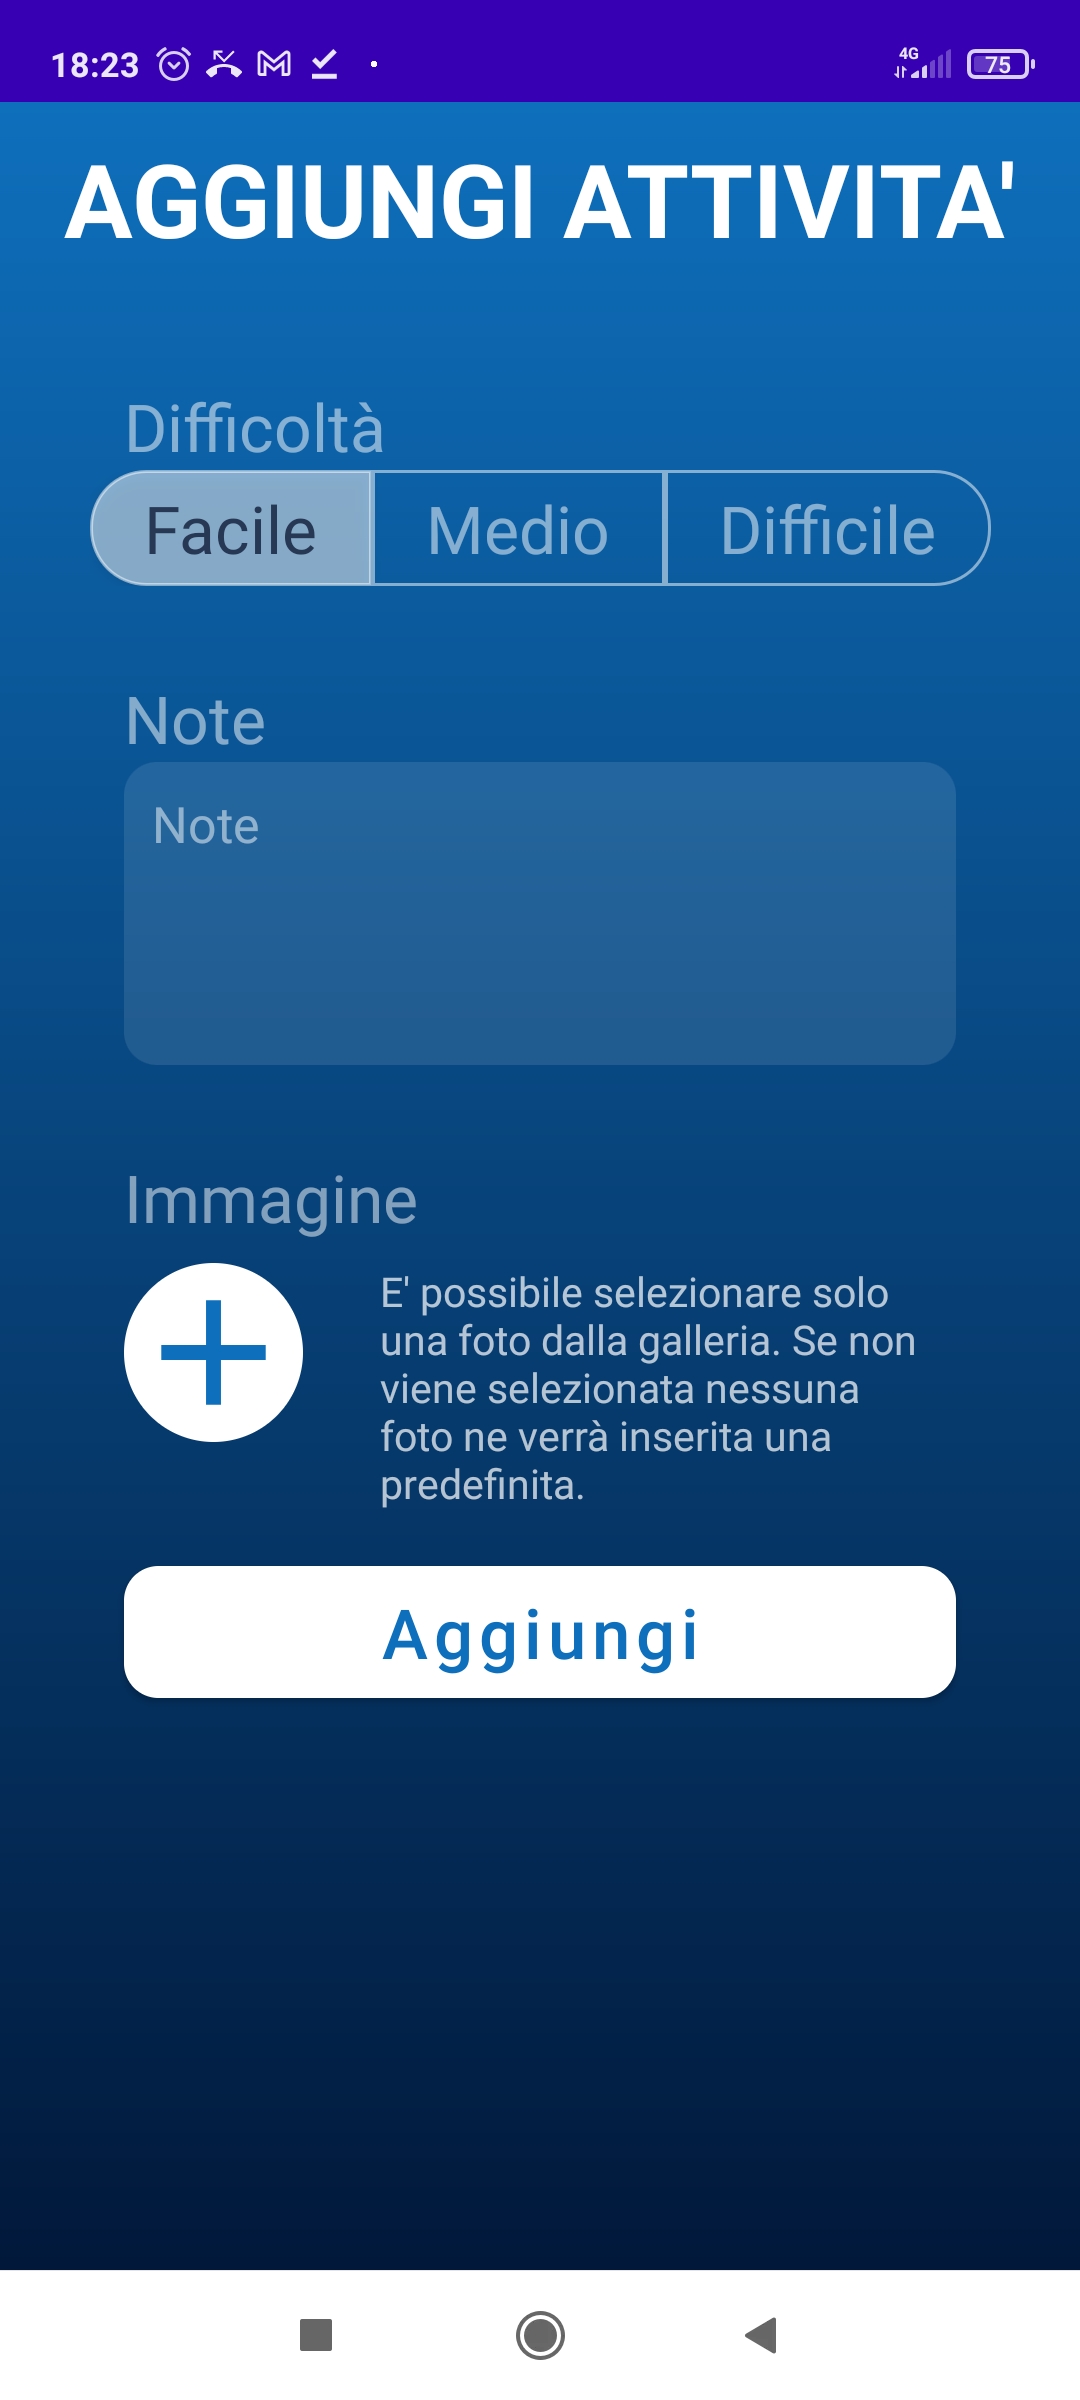 18:23 4G 75
AGGIUNGI ATTIVITA'
Difficoltà
Facile Medio Difficile
Note
Note
Immagine
E' possibile selezionare solo
una foto dalla galleria. Se non
viene selezionata nessuna
foto ne verrà inserita una
predefinita.
Aggiungi